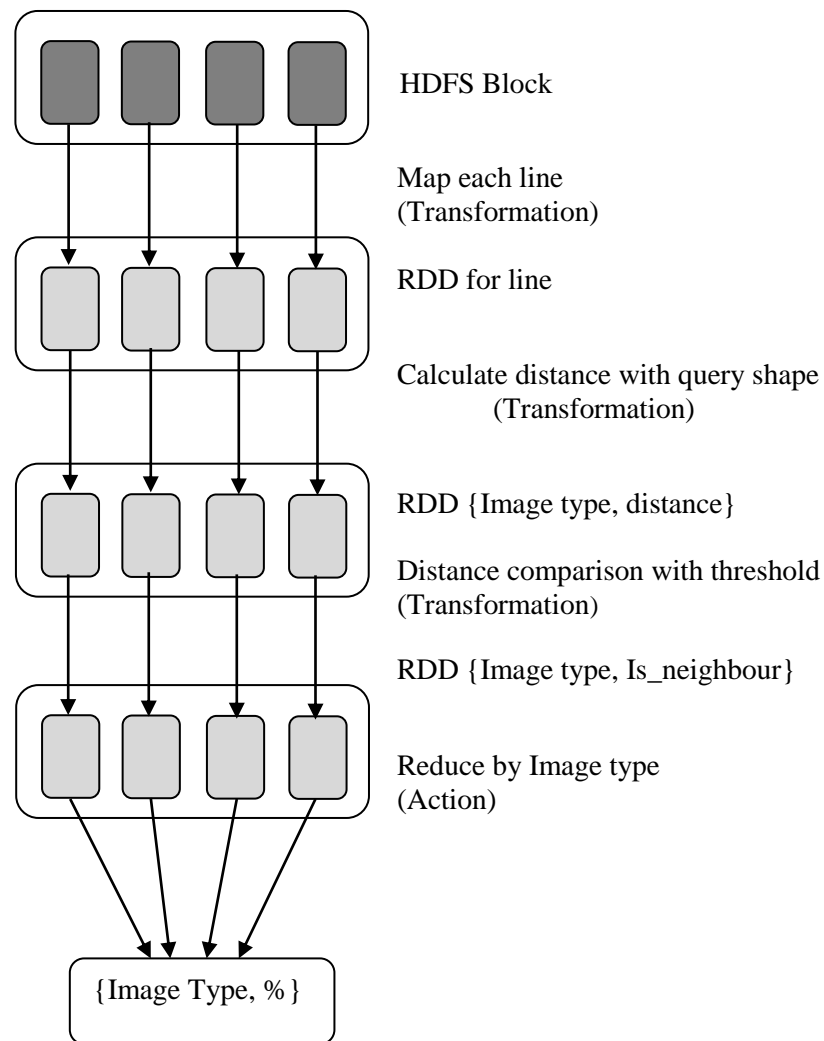 HDFS Block
Map each line
(Transformation)
RDD for line
Calculate distance with query shape
(Transformation)
RDD {Image type, distance}
Distance comparison with threshold
(Transformation)
RDD {Image type, Is_neighbour}
Reduce by Image type
(Action)
{Image Type, %}